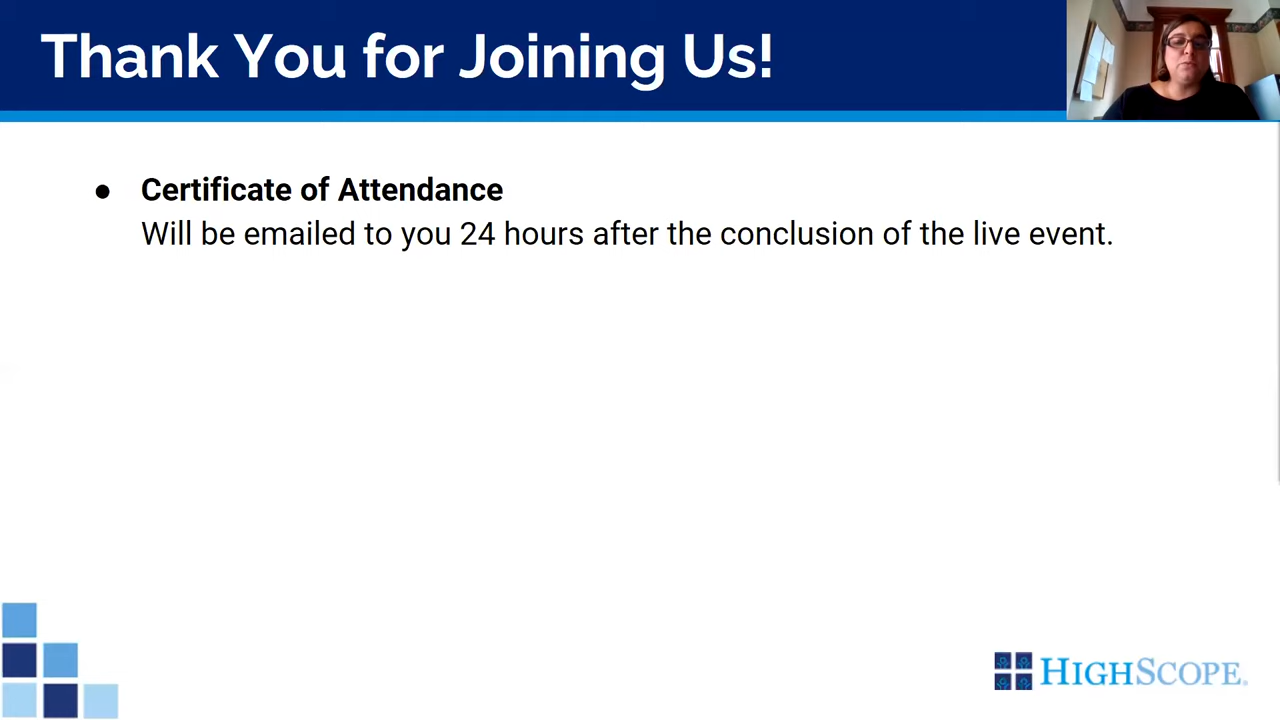 Thank You for Joining Us!
● Certificate of Attendance
Will be emailed to you 24 hours after the conclusion of the live event.
HIGHSCOPE®